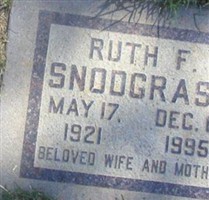 RUTH F.
SNODGRAS
MAY 17, DEC.
1921 1995
BELOVED WIFE AND MOTH